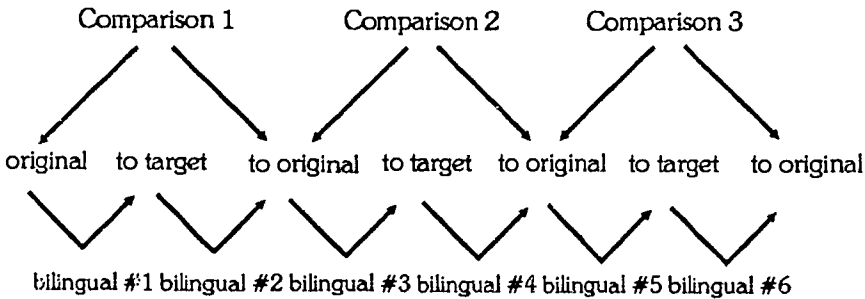 Comparison 1 Comparison 2 Comparison 3
original to target to original to target to original to target to original
bilingual #1 bilingual #2 bilingual #3 bilingual #4 bilingual #5 bilingual #6